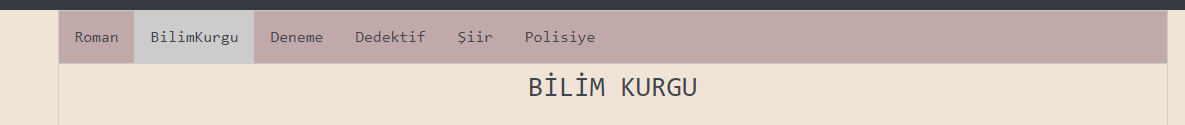 Roman BilimKurgu Deneme Dedektif Şiir Polisiye
BİLİM KURGU